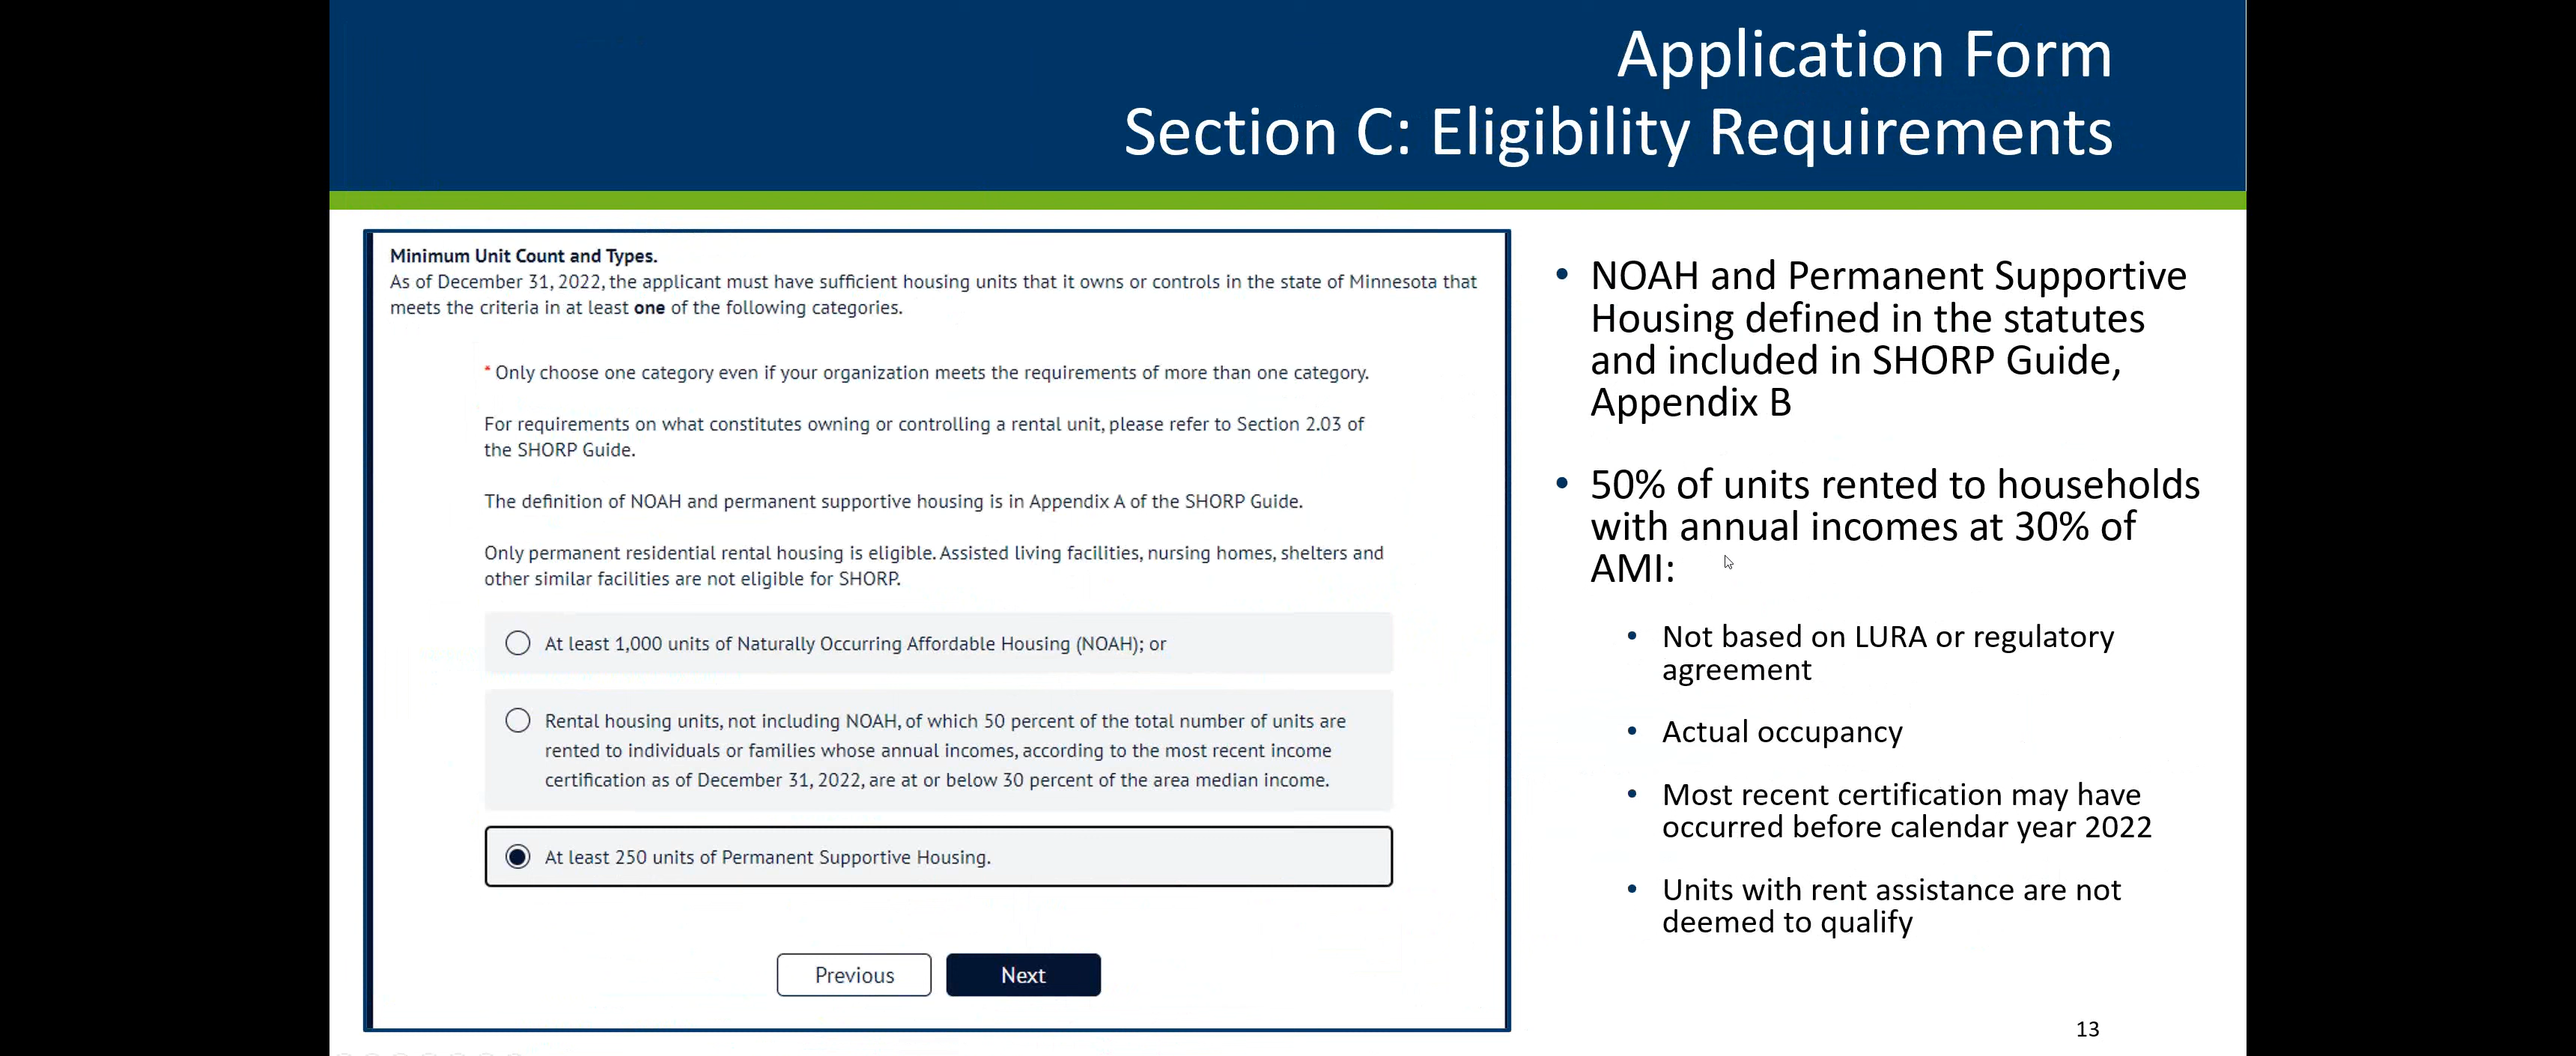 Application Form
Section C: Eligibility Requirements
Minimum Unit Count and Types.
As of December 31, 2022, the applicant must have sufficient housing units that it owns or controls in the state of Minnesota that
meets the criteria in at least one of the following categories.
* Only choose one category even if your organization meets the requirements of more than one category.
For requirements on what constitutes owning or controlling a rental unit, please refer to Section 2.03 of
the SHORP Guide.
The definition of NOAH and permanent supportive housing is in Appendix A of the SHORP Guide.
Only permanent residential rental housing is eligible. Assisted living facilities, nursing homes, shelters and
other similar facilities are not eligible for SHORP.
At least 1,000 units of Naturally Occurring Affordable Housing (NOAH); or
Rental housing units, not including NOAH, of which 50 percent of the total number of units are
rented to individuals or families whose annual incomes, according to the most recent income
certification as of December 31, 2022, are at or below 30 percent of the area median income.
At least 250 units of Permanent Supportive Housing.
Previous
Next
• NOAH and Permanent Supportive
Housing defined in the statutes
and included in SHORP Guide,
Appendix B
• 50% of units rented to households
with annual incomes at 30% of
AMI:
• Not based on LURA or regulatory
agreement
• Actual occupancy
• Most recent certification may have
occurred before calendar year 2022
• Units with rent assistance are not
deemed to qualify
13